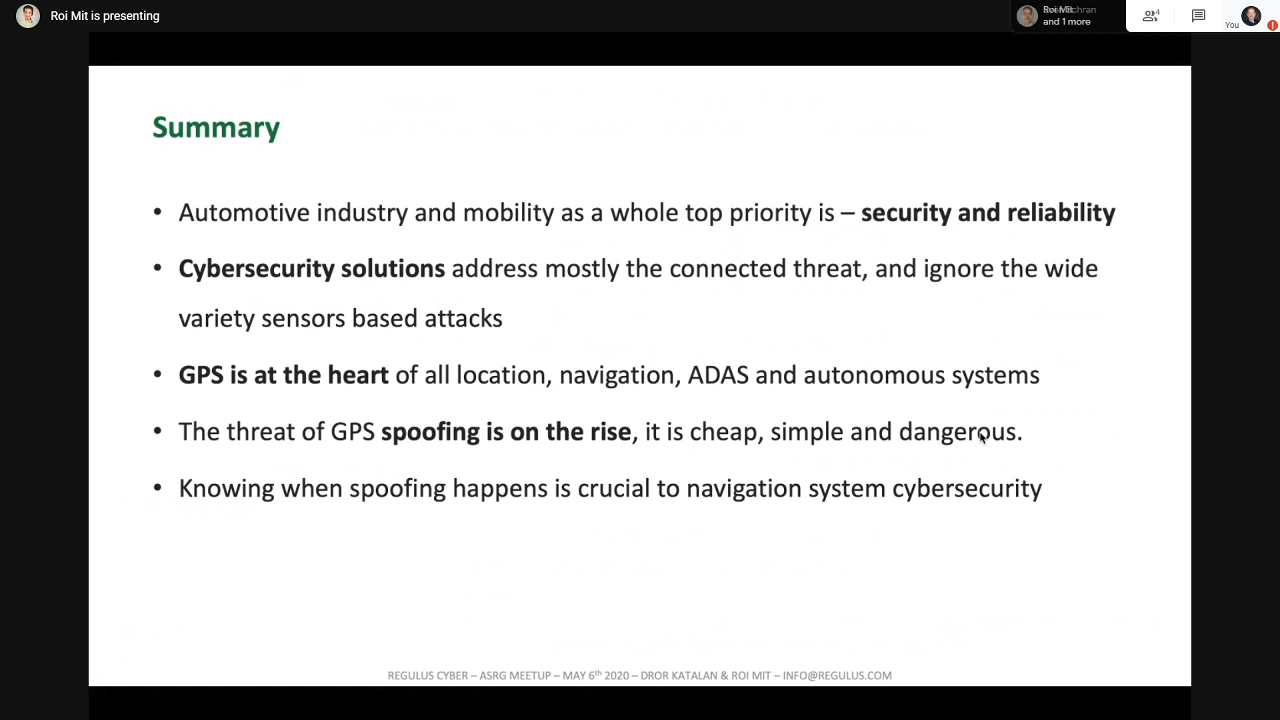 Roi Mit is presenting
Roi Mit
and 1 more
4
You
Summary
• Automotive industry and mobility as a whole top priority is – security and reliability
• Cybersecurity solutions address mostly the connected threat, and ignore the wide
variety sensors based attacks
• GPS is at the heart of all location, navigation, ADAS and autonomous systems
• The threat of GPS spoofing is on the rise, it is cheap, simple and dangerous.
• Knowing when spoofing happens is crucial to navigation system cybersecurity
REGULUS CYBER – ASRG MEETUP – MAY 6th 2020 – DROR KATALAN & ROI MIT – INFO@REGULUS.COM